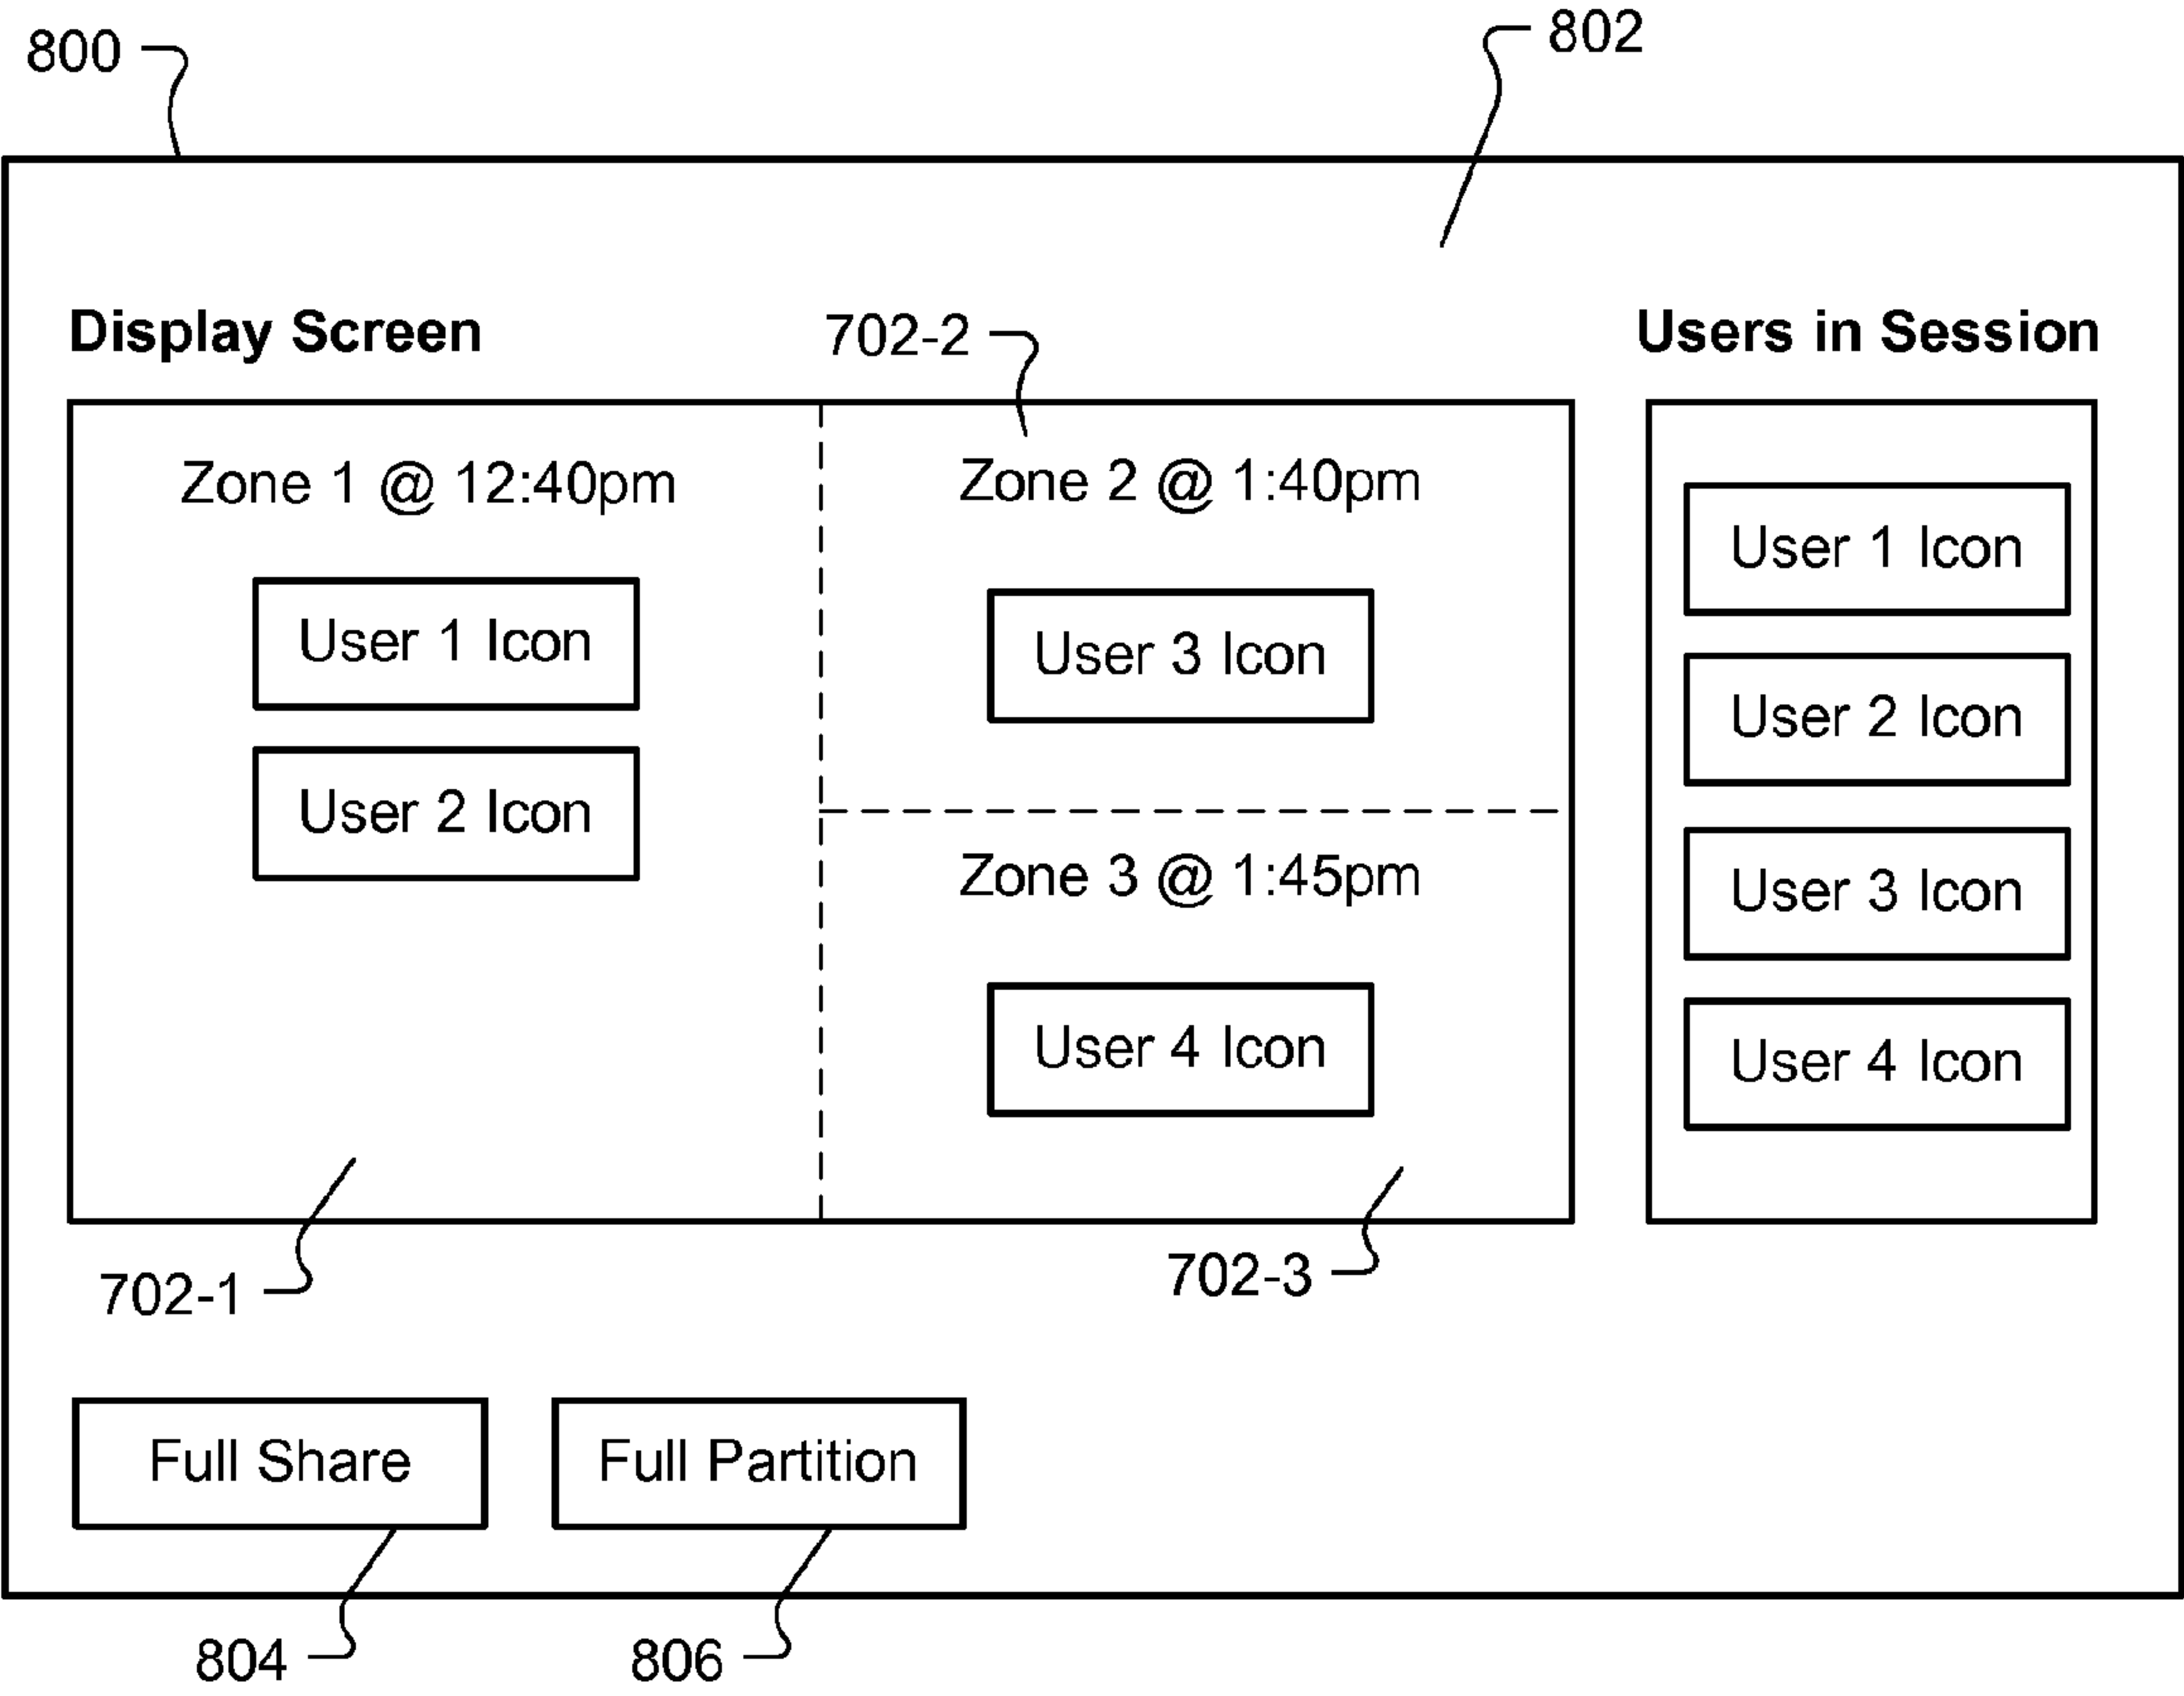 800
802
Display Screen
702-2
Users in Session
Zone 1 @ 12:40pm
Zone 2 @ 1:40pm
User 1 Icon
User 2 Icon
User 3 Icon
Zone 3 @ 1:45pm
User 4 Icon
User 1 Icon
User 2 Icon
User 3 Icon
User 4 Icon
702-1
702-3
Full Share
Full Partition
804
806